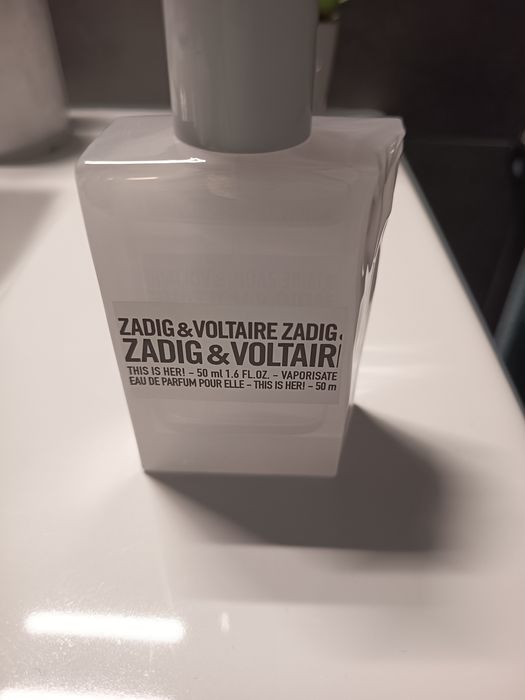 ZADIG & VOLTAIRE ZADIG &
ZADIG & VOLTAIR
THIS IS HER! – 50 ml 1.6 FL.OZ. – VAPORISATE
EAU DE PARFUM POUR ELLE – THIS IS HER! – 50 m